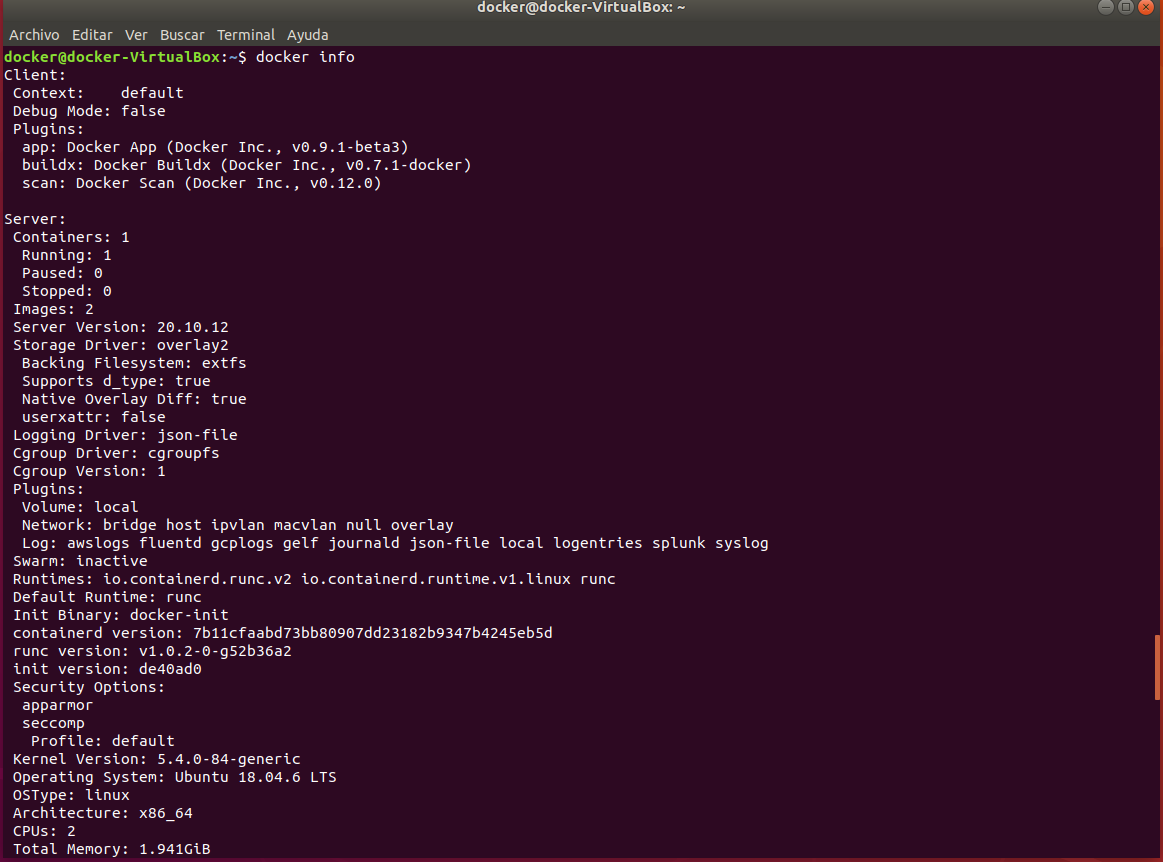 docker@docker-VirtualBox: ~
Archivo Editar Ver Buscar Terminal Ayuda
docker@docker-VirtualBox:~$ docker info
Client:
 Context:    default
 Debug Mode: false
 Plugins:
  app: Docker App (Docker Inc., v0.9.1-beta3)
  buildx: Docker Buildx (Docker Inc., v0.7.1-docker)
  scan: Docker Scan (Docker Inc., v0.12.0)

Server:
 Containers: 1
  Running: 1
  Paused: 0
  Stopped: 0
 Images: 2
 Server Version: 20.10.12
 Storage Driver: overlay2
  Backing Filesystem: extfs
  Supports d_type: true
  Native Overlay Diff: true
  userxattr: false
 Logging Driver: json-file
 Cgroup Driver: cgroupfs
 Cgroup Version: 1
 Plugins:
  Volume: local
  Network: bridge host ipvlan macvlan null overlay
  Log: awslogs fluentd gcplogs gelf journald json-file local logentries splunk syslog
 Swarm: inactive
 Runtimes: io.containerd.runc.v2 io.containerd.runtime.v1.linux runc
 Default Runtime: runc
 Init Binary: docker-init
 containerd version: 7b11cfaabd73bb80907dd23182b9347b4245eb5d
 runc version: v1.0.2-0-g52b36a2
 init version: de40ad0
 Security Options:
  apparmor
  seccomp
   Profile: default
 Kernel Version: 5.4.0-84-generic
 Operating System: Ubuntu 18.04.6 LTS
 OSType: linux
 Architecture: x86_64
 CPUs: 2
 Total Memory: 1.941GiB